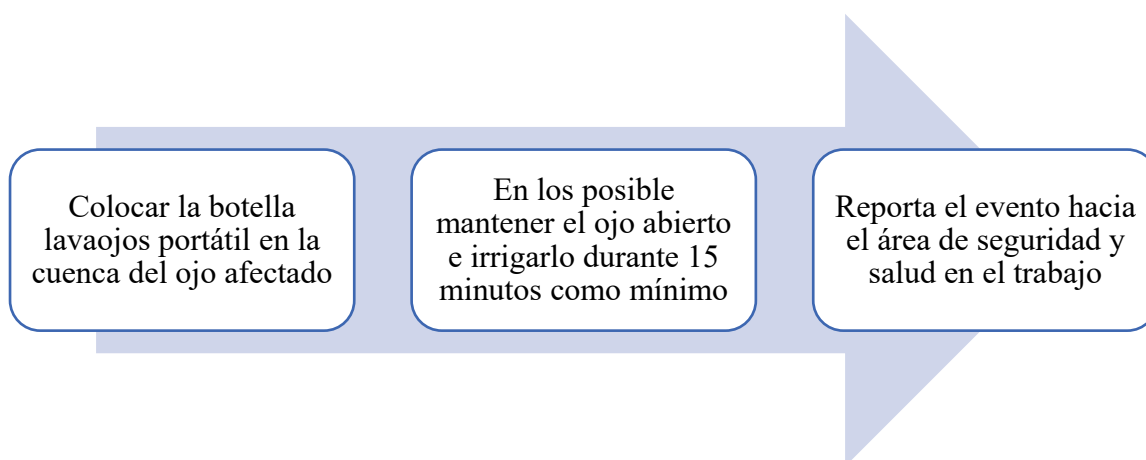 Colocar la botella
lavaojos portátil en la
cuenca del ojo afectado
En los posible
mantener el ojo abierto
e irrigarlo durante 15
minutos como mínimo
Reporta el evento hacia
el área de seguridad y
salud en el trabajo